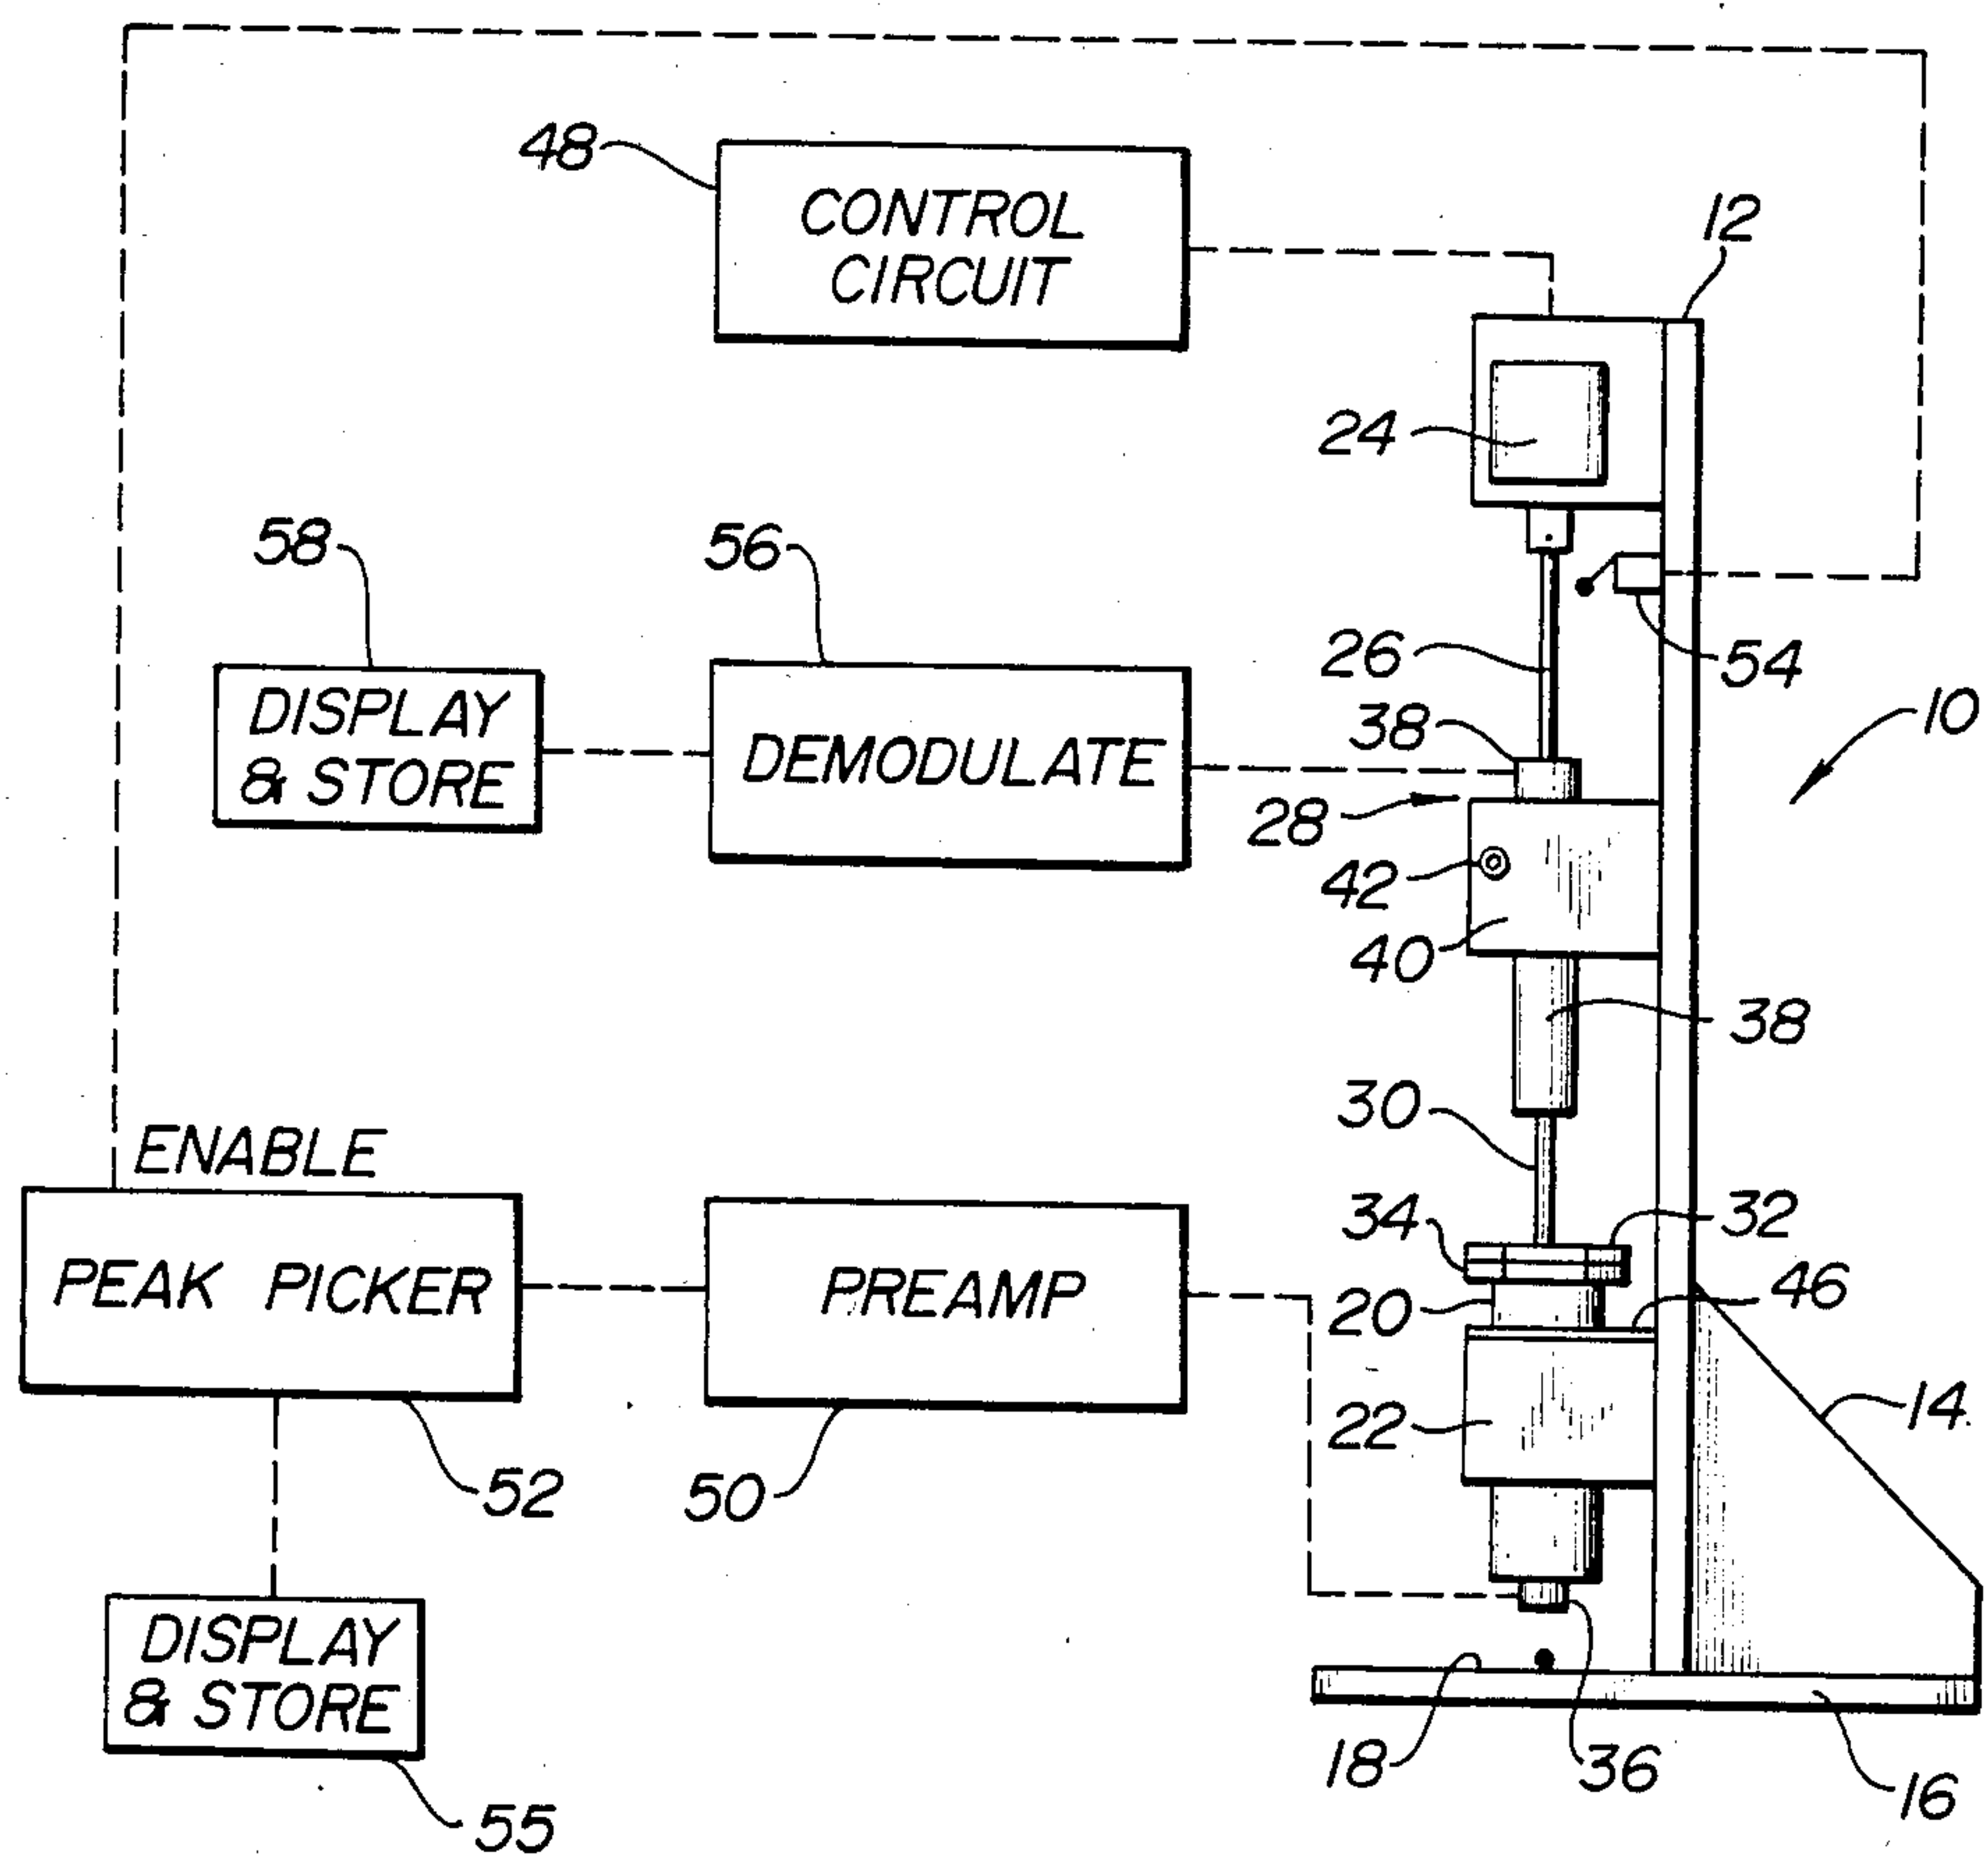 48
CONTROL
CIRCUIT
12
24
58
56
26
54
DISPLAY
& STORE
DEMODULATE
38
10
28
42
40
38
30
ENABLE
34
32
PEAK PICKER
PREAMP
46
20
14
22
52
50
DISPLAY
& STORE
18
36
16
55